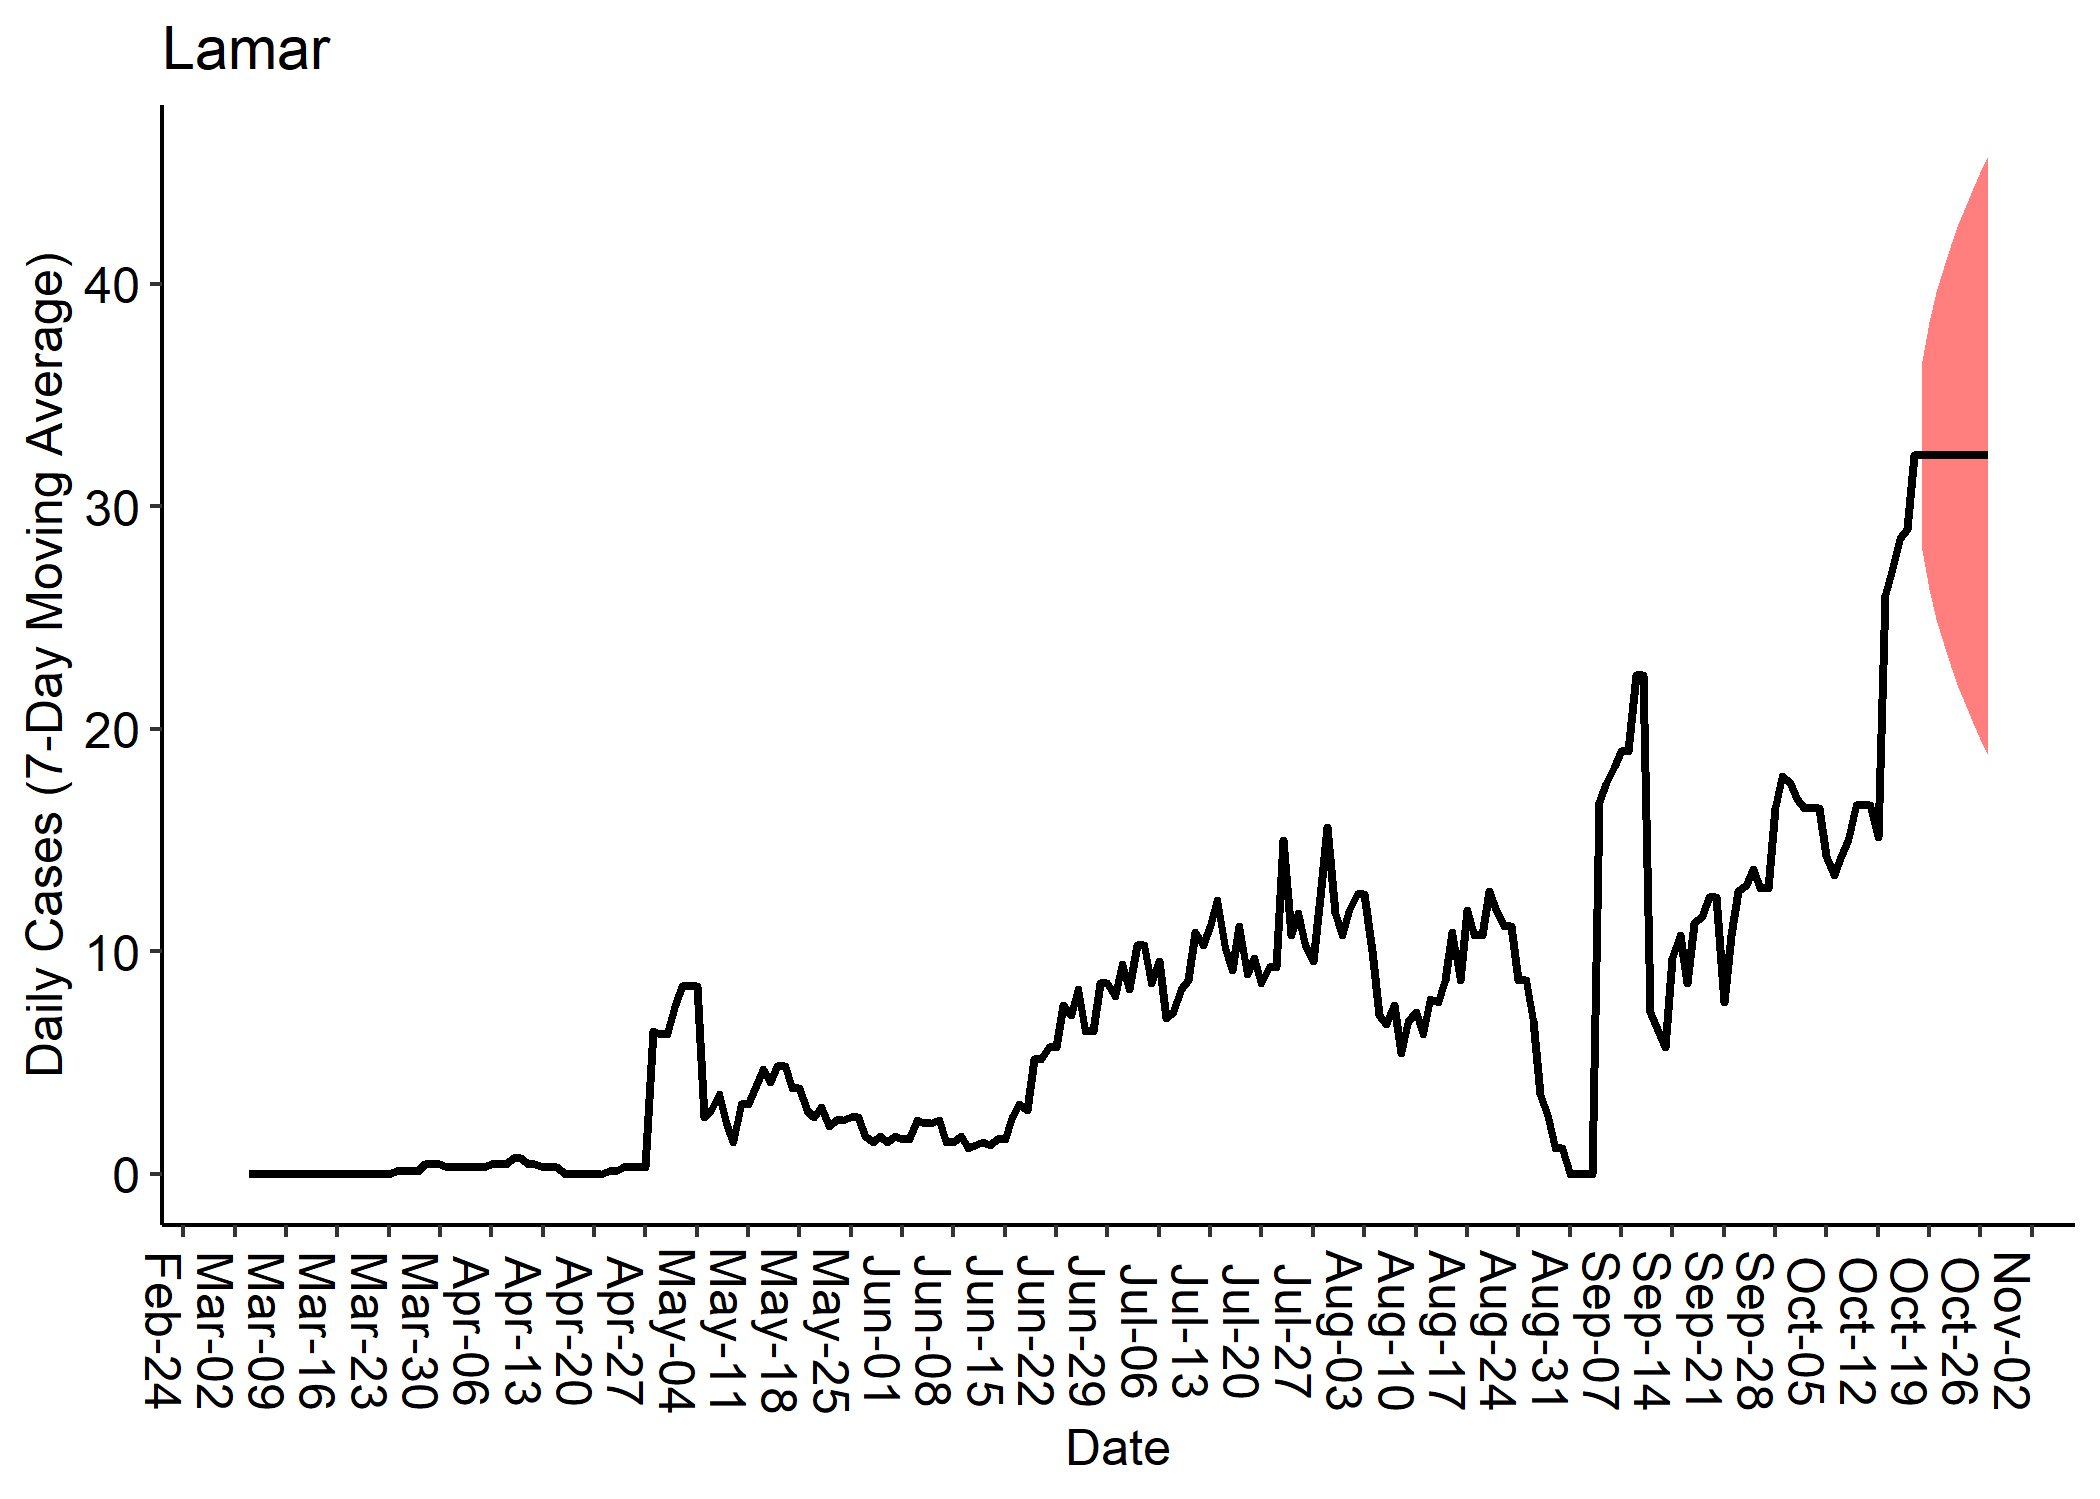 Lamar
Daily Cases (7-Day Moving Average)
40
30
20
10
0
Feb-24
Mar-02
Mar-09
Mar-16
Mar-23
Mar-30
Apr-06
Apr-13
Apr-20
Apr-27
May-04
May-11
May-18
May-25
Jun-01
Jun-08
Jun-15
Jun-22
Jun-29
Jul-06
Jul-13
Jul-20
Jul-27
Aug-03
Aug-10
Aug-17
Aug-24
Aug-31
Sep-07
Sep-14
Sep-21
Sep-28
Oct-05
Oct-12
Oct-19
Oct-26
Nov-02
Date